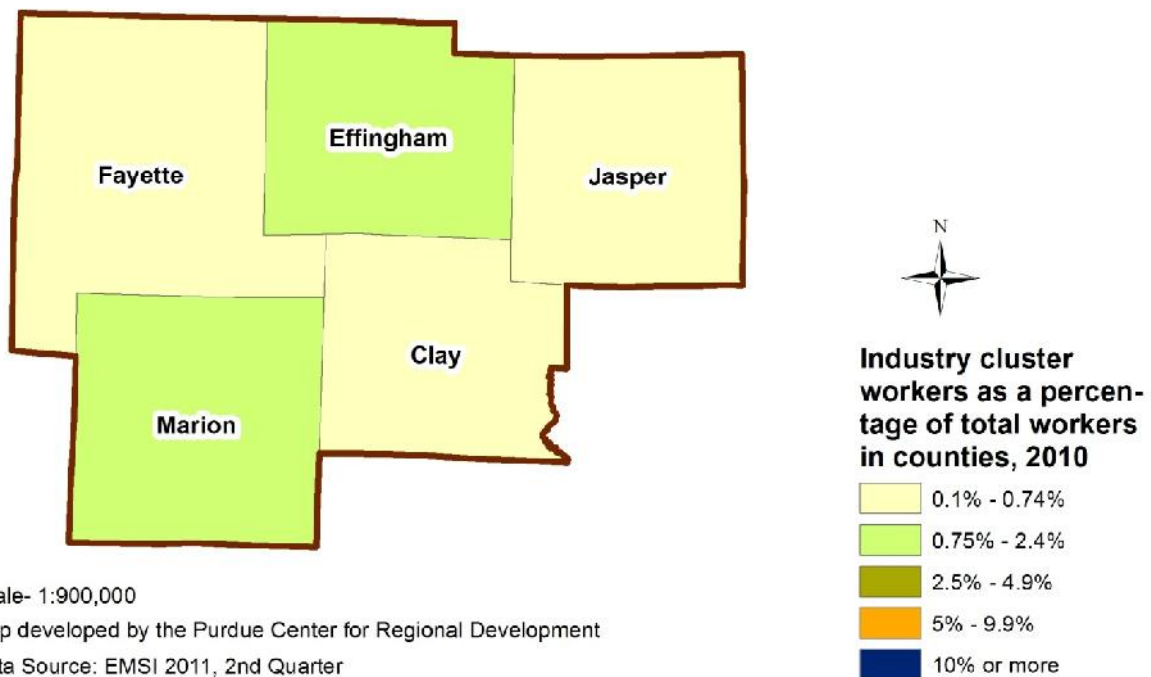 Effingham
Fayette
Jasper
Clay
Marion
N
Industry cluster
workers as a percen-
tage of total workers
in counties, 2010
0.1% - 0.74%
0.75% - 2.4%
2.5% - 4.9%
5% - 9.9%
10% or more
ale- 1:900,000
p developed by the Purdue Center for Regional Development
ta Source: EMSI 2011, 2nd Quarter